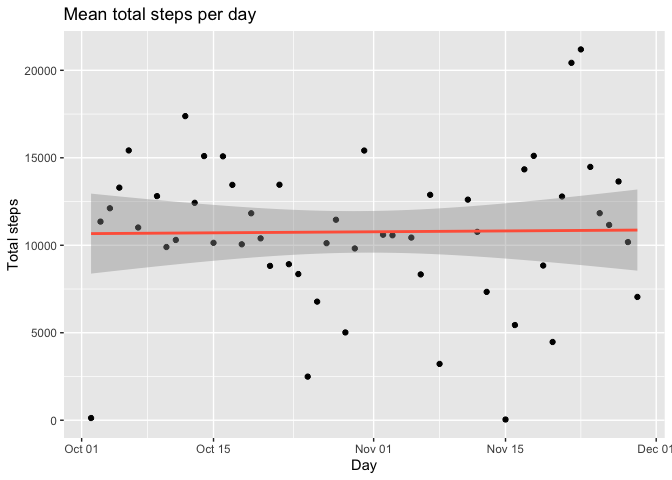 Mean total steps per day
Total steps
20000
15000
10000
5000
0
Oct 01
Oct 15
Nov 01
Nov 15
Dec 01
Day